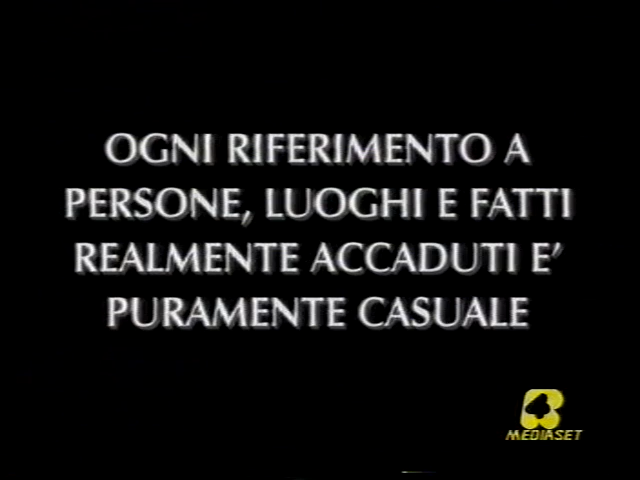 OGNI RIFERIMENTO A
PERSONE, LUOGHI E FATTI
REALMENTE ACCADUTI E'
PURAMENTE CASUALE
MEDIASET